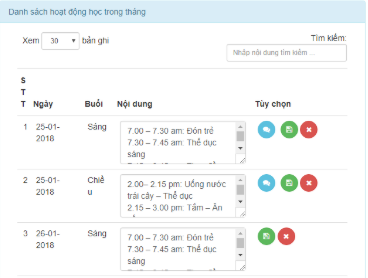 Danh sách hoạt động học trong tháng
Xem 30 bản ghi
Tìm kiếm:
Nhập nội dung tìm kiếm ...
S
T
T Ngày Buổi Nội dung Tùy chọn
1 25-01-2018 Sáng
7.00 – 7.30 am: Đón trẻ
7.30 – 7.45 am: Thể dục
sáng
2 25-01-2018 Chiều
2.00– 2.15 pm: Uống nước
trái cây – Thể dục
2.15 – 3.00 pm: Tắm – Ăn
3 26-01-2018 Sáng
7.00 – 7.30 am: Đón trẻ
7.30 – 7.45 am: Thể dục
sáng